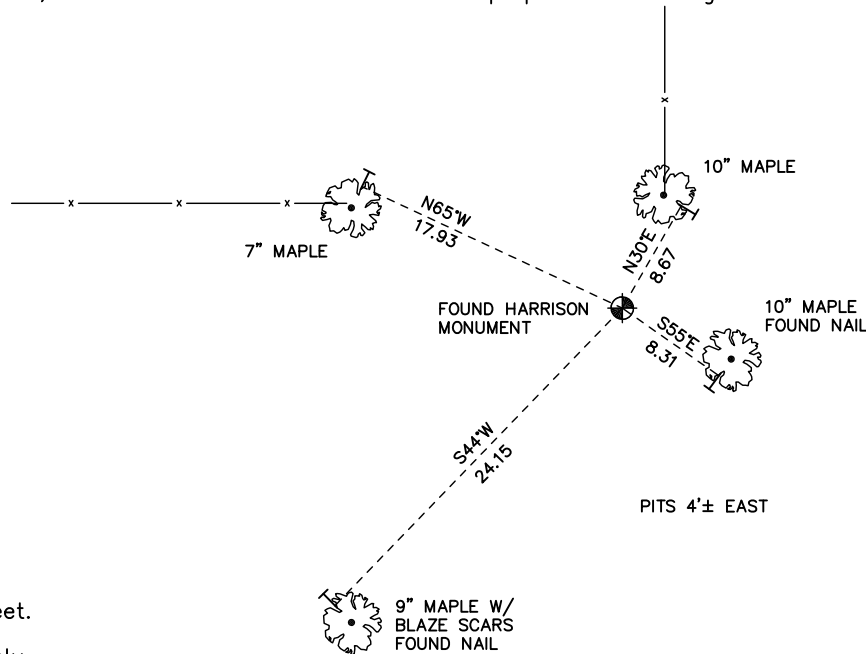 10" MAPLE
N65°W
17.93
7" MAPLE
N30°E
8.67
FOUND HARRISON
MONUMENT
10" MAPLE
FOUND NAIL
S55°E
8.31
S44°W
24.15
PITS 4'± EAST
9" MAPLE W/
BLAZE SCARS
FOUND NAIL
eet.